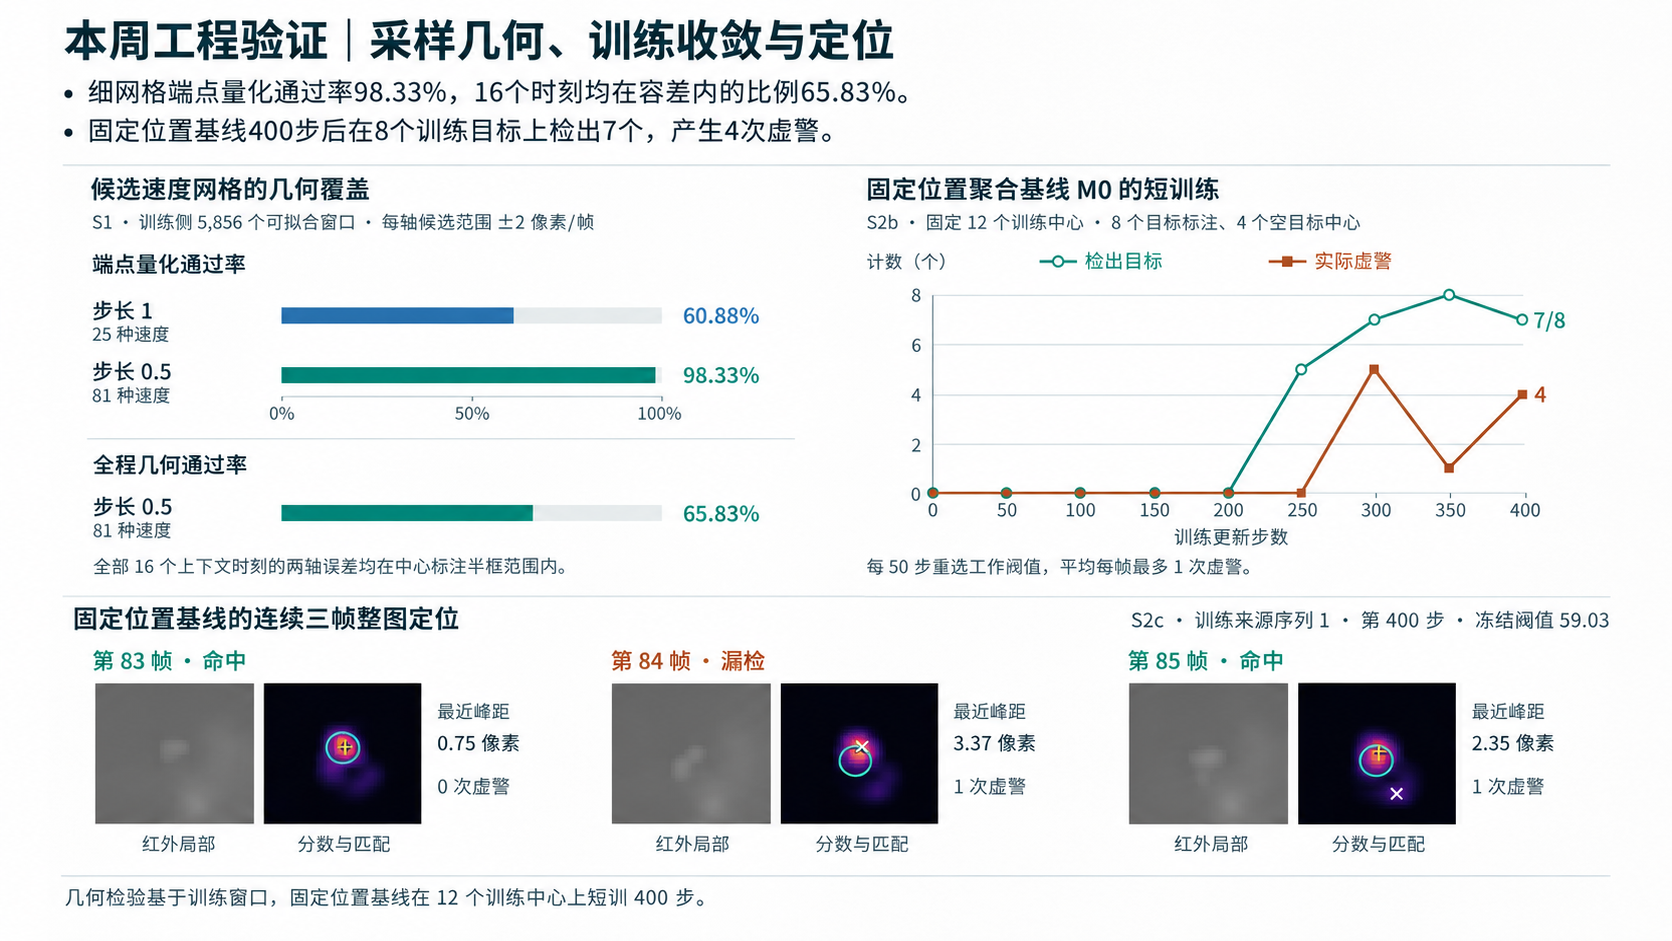 本周工程验证｜采样几何、训练收敛与定位
• 细网格端点量化通过率98.33%，16个时刻均在容差内的比例65.83%。
• 固定位置基线400步后在8个训练目标上检出7个，产生4次虚警。
候选速度网格的几何覆盖
S1 · 训练侧 5,856 个可拟合窗口 · 每轴候选范围 ±2 像素/帧
端点量化通过率
步长 1
25 种速度
60.88%
步长 0.5
81 种速度
98.33%
0% 50% 100%
全程几何通过率
步长 0.5
81 种速度
65.83%
全部 16 个上下文时刻的两轴误差均在中心标注半框范围内。
固定位置聚合基线 M0 的短训练
S2b · 固定 12 个训练中心 · 8 个目标标注、4 个空目标中心
计数（个） 检出目标 实际虚警
8
6
4
2
0
7/8
4
0 50 100 150 200 250 300 350 400
训练更新步数
每 50 步重选工作阀值，平均每帧最多 1 次虚警。
固定位置基线的连续三帧整图定位
S2c · 训练来源序列 1 · 第 400 步 · 冻结阀值 59.03
第 83 帧 · 命中
最近峰距
0.75 像素
0 次虚警
红外局部 分数与匹配
第 84 帧 · 漏检
最近峰距
3.37 像素
1 次虚警
红外局部 分数与匹配
第 85 帧 · 命中
最近峰距
2.35 像素
1 次虚警
红外局部 分数与匹配
几何检验基于训练窗口，固定位置基线在 12 个训练中心上短训 400 步。